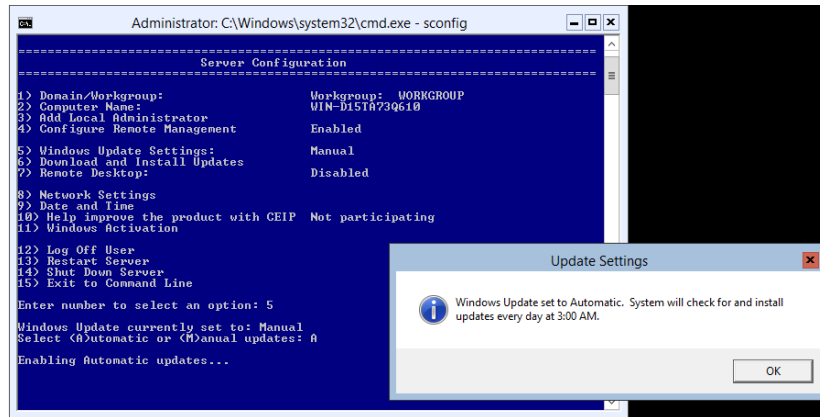 Administrator: C:\Windows\system32\cmd.exe - sconfig
===============================================================================
Server Configuration
===============================================================================
1) Domain/Workgroup: Workgroup: WORKGROUP
2) Computer Name: WIN-D15TA73Q610
3) Add Local Administrator
4) Configure Remote Management Enabled
5) Windows Update Settings: Manual
6) Download and Install Updates
7) Remote Desktop: Disabled
8) Network Settings
9) Date and Time
10) Help improve the product with CEIP Not participating
11) Windows Activation
12) Log Off User
13) Restart Server
14) Shut Down Server
15) Exit to Command Line
Enter number to select an option: 5
Windows Update currently set to: Manual
Select (A)utomatic or (M)anual updates: A
Enabling Automatic updates...
Update Settings
Windows Update set to Automatic. System will check for and install
updates every day at 3:00 AM.
OK